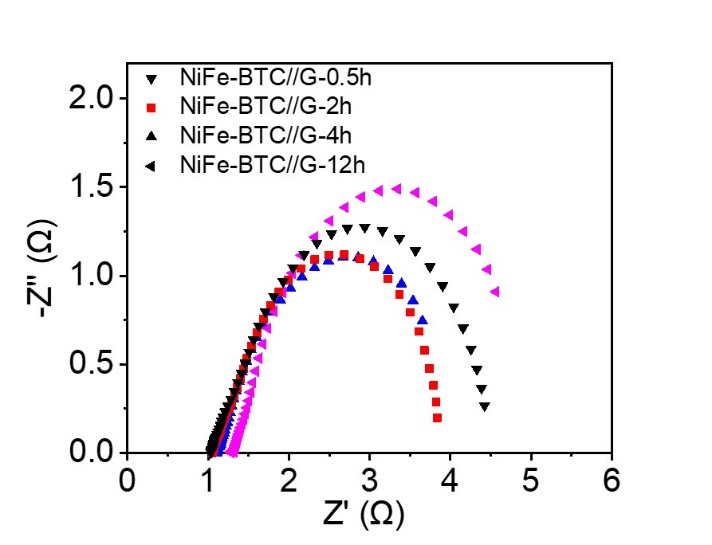 NiFe-BTC//G-0.5h
NiFe-BTC//G-2h
NiFe-BTC//G-4h
NiFe-BTC//G-12h
2.0
1.5
1.0
0.5
0.0
-Z" (Ω)
0 1 2 3 4 5 6
Z' (Ω)